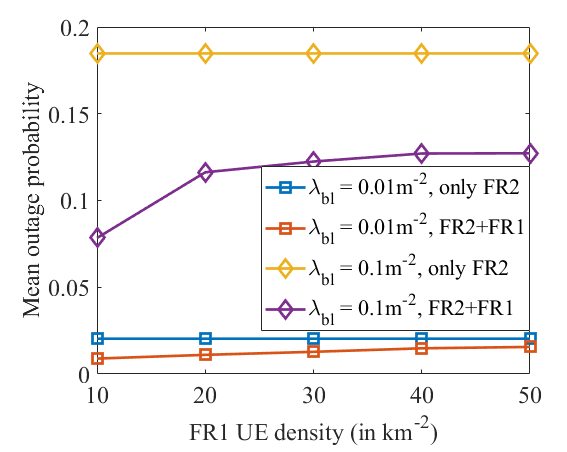 0.2
0.15
0.1
0.05
0
Mean outage probability
λbl = 0.01m-2, only FR2
λbl = 0.01m-2, FR2+FR1
λbl = 0.1m-2, only FR2
λbl = 0.1m-2, FR2+FR1
10 20 30 40 50
FR1 UE density (in km-2)